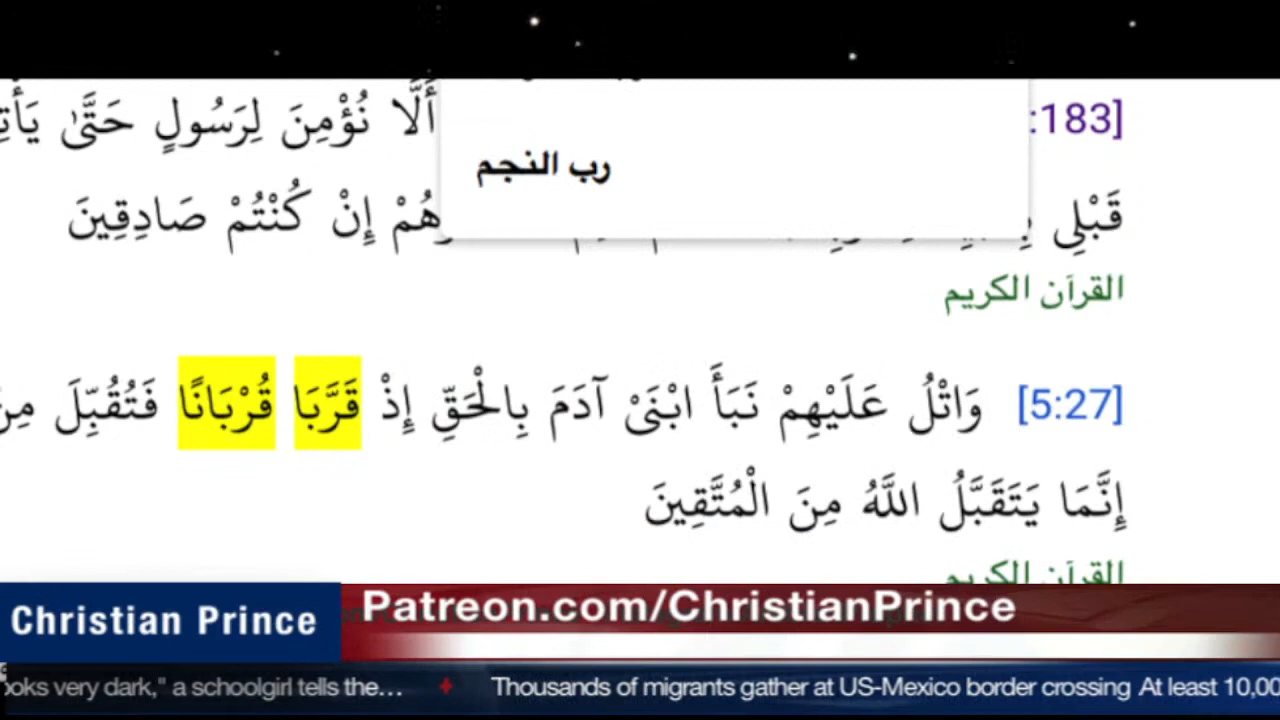 [:183 أَلَّا نُؤْمِنَ لِرَسُولٍ حَتَّىٰ
رب النجم
قَبْلِي هُمْ إِنْ كُنْتُمْ صَادِقِينَ
القرآن الكريم
[5:27] وَاتْلُ عَلَيْهِمْ نَبَأَ ابْنَىْ آدَمَ بِالْحَقِّ إِذْ قَرَّبَا قُرْبَانًا فَتُقُبِّلَ مِنْ
إِنَّمَا يَتَقَبَّلُ اللَّهُ مِنَ الْمُتَّقِينَ
القرآن الكريم
Christian Prince Patreon.com/ChristianPrince
ooks very dark," a schoolgirl tells the... Thousands of migrants gather at US-Mexico border crossing At least 10,00